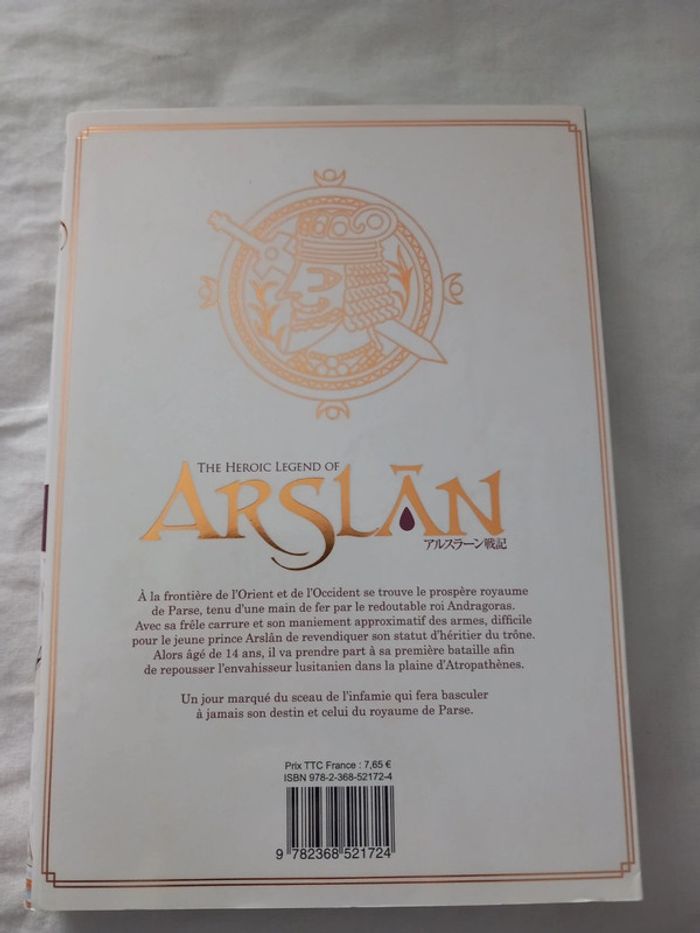 THE HEROIC LEGEND OF
ARSLĀN
アルスラーン戦記
À la frontière de l'Orient et de l'Occident se trouve le prospère royaume
de Parse, tenu d'une main de fer par le redoutable roi Andragoras.
Avec sa frêle carrure et son maniement approximatif des armes, difficile
pour le jeune prince Arslân de revendiquer son statut d'héritier du trône.
Alors âgé de 14 ans, il va prendre part à sa première bataille afin
de repousser l'envahisseur lusitanien dans la plaine d'Atropathènes.
Un jour marqué du sceau de l'infamie qui fera basculer
à jamais son destin et celui du royaume de Parse.
Prix TTC France : 7,65 €
ISBN 978-2-368-52172-4
9 782368 521724